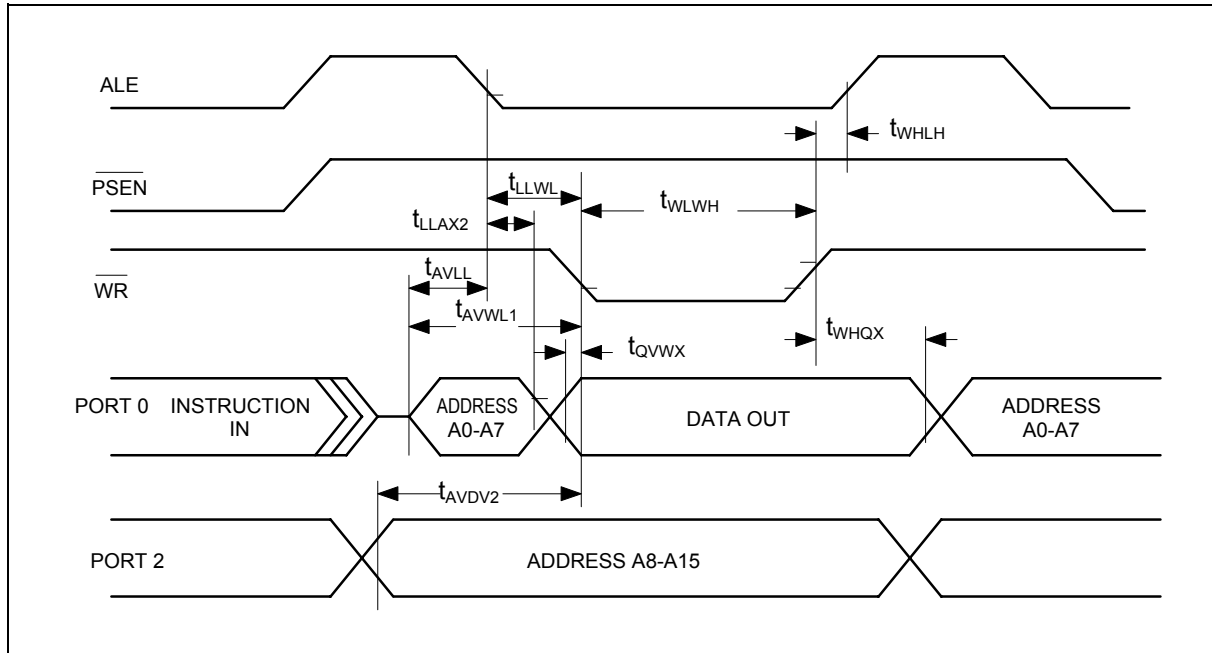 ALE
tWHLH
PSEN
tLLWL
tWLWH
tLLAX2
WR
tAVLL
tAVWL1
tWHQX
tQVWX
PORT 0
INSTRUCTION
IN
ADDRESS
A0-A7
DATA OUT
ADDRESS
A0-A7
tAVDV2
PORT 2
ADDRESS A8-A15